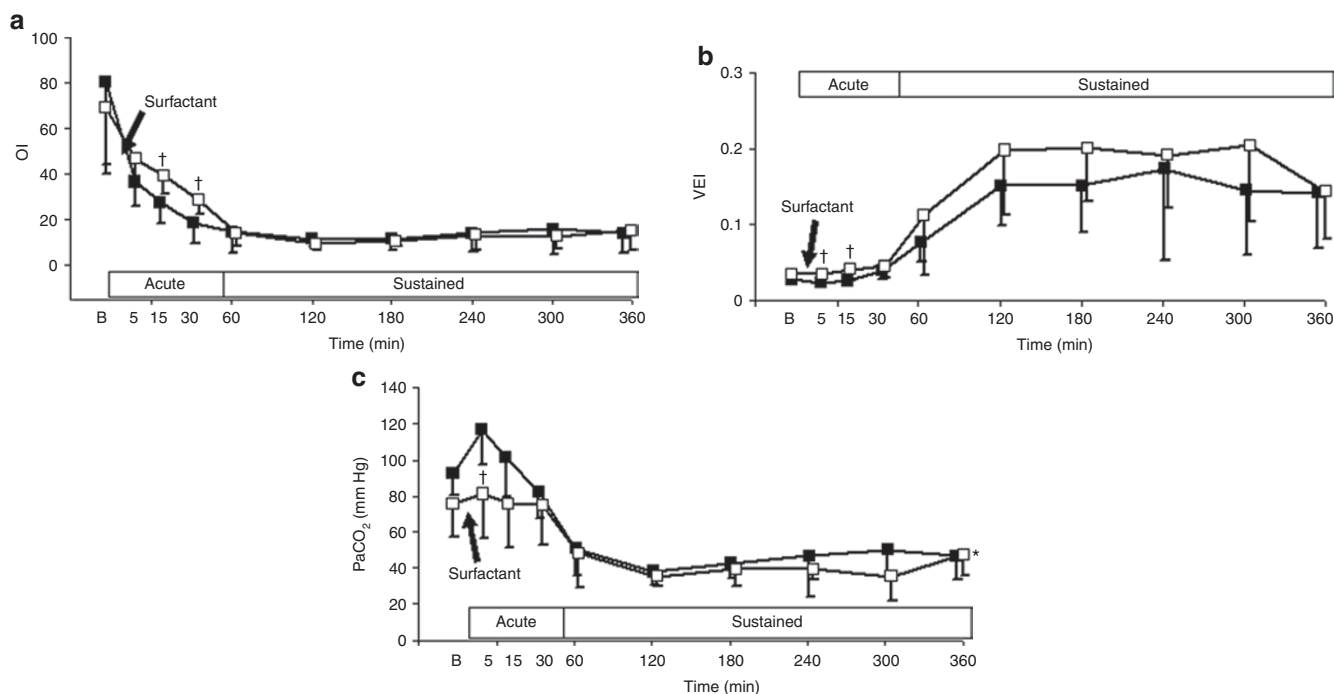 a
100
80
60
40
20
0
OI
Surfactant
†
†
Acute Sustained
B 5 15 30 60 120 180 240 300 360
Time (min)
b
0.3
0.2
0.1
0
VEI
Acute Sustained
Surfactant
†
†
B 5 15 30 60 120 180 240 300 360
Time (min)
c
140
120
100
80
60
40
20
0
PaCO2 (mm Hg)
†
Surfactant
*
Acute Sustained
B 5 15 30 60 120 180 240 300 360
Time (min)